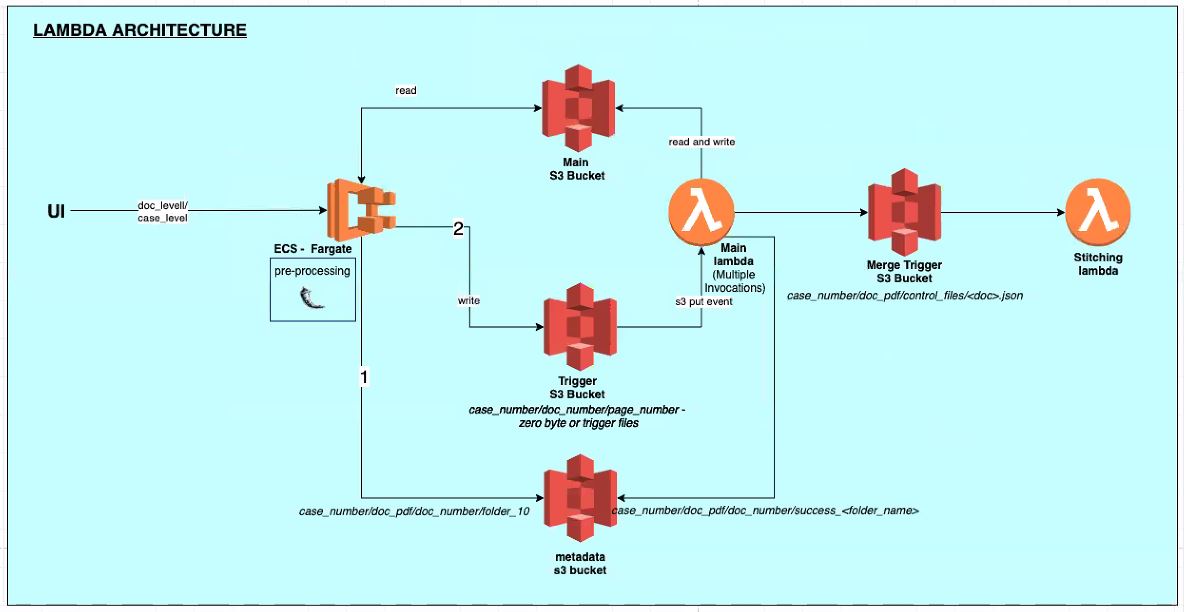 LAMBDA ARCHITECTURE
read
Main
S3 Bucket
read and write
UI
doc_levell/
case_level
ECS - Fargate
pre-processing
2
write
Main
lambda
(Multiple
Invocations)
s3 put event
Merge Trigger
S3 Bucket
case_number/doc_pdf/control_files/<doc>.json
Stitching
lambda
1
Trigger
S3 Bucket
case_number/doc_number/page_number -
zero byte or trigger files
case_number/doc_pdf/doc_number/folder_10
case_number/doc_pdf/doc_number/success_<folder_name>
metadata
s3 bucket